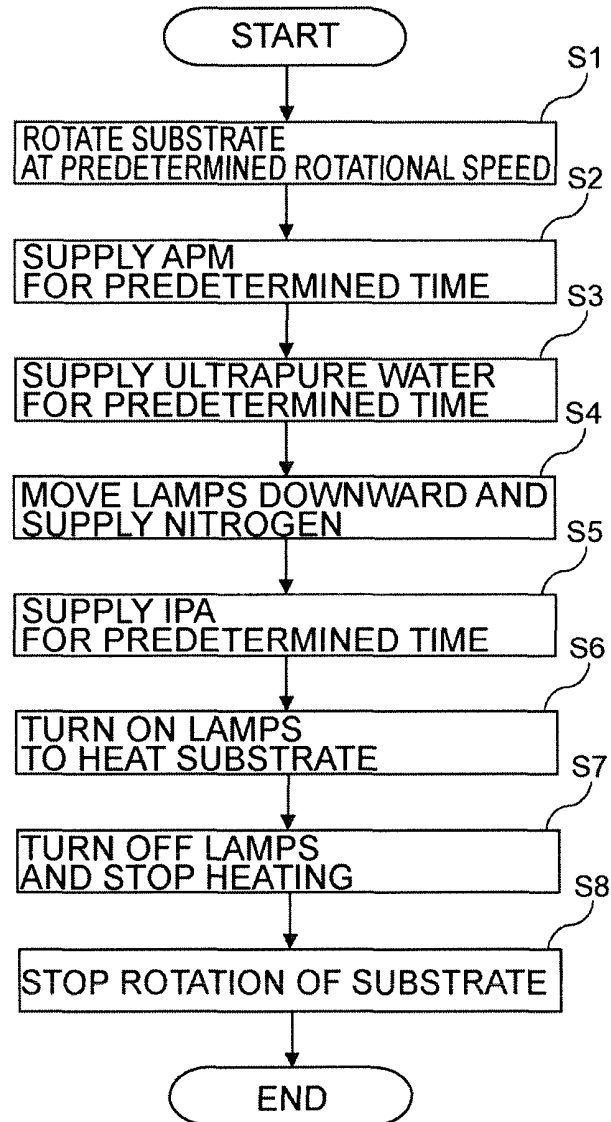 START
S1
ROTATE SUBSTRATE
AT PREDETERMINED ROTATIONAL SPEED
S2
SUPPLY APM
FOR PREDETERMINED TIME
S3
SUPPLY ULTRAPURE WATER
FOR PREDETERMINED TIME
S4
MOVE LAMPS DOWNWARD AND
SUPPLY NITROGEN
S5
SUPPLY IPA
FOR PREDETERMINED TIME
S6
TURN ON LAMPS
TO HEAT SUBSTRATE
S7
TURN OFF LAMPS
AND STOP HEATING
S8
STOP ROTATION OF SUBSTRATE
END